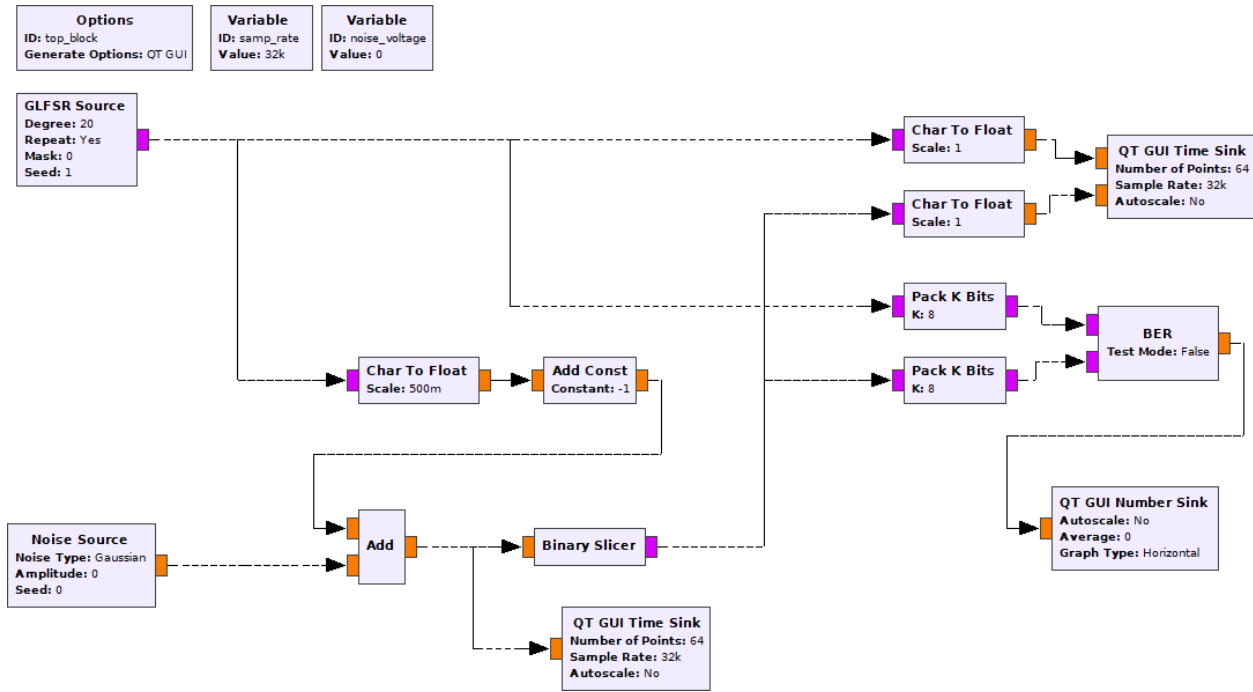 Options
ID: top_block
Generate Options: QT GUI
Variable
ID: samp_rate
Value: 32k
Variable
ID: noise_voltage
Value: 0
GLFSR Source
Degree: 20
Repeat: Yes
Mask: 0
Seed: 1
Char To Float
Scale: 1
QT GUI Time Sink
Number of Points: 64
Sample Rate: 32k
Autoscale: No
Char To Float
Scale: 1
Pack K Bits
K: 8
BER
Test Mode: False
Char To Float
Scale: 500m
Add Const
Constant: -1
Pack K Bits
K: 8
Noise Source
Noise Type: Gaussian
Amplitude: 0
Seed: 0
Add
Binary Slicer
QT GUI Number Sink
Autoscale: No
Average: 0
Graph Type: Horizontal
QT GUI Time Sink
Number of Points: 64
Sample Rate: 32k
Autoscale: No